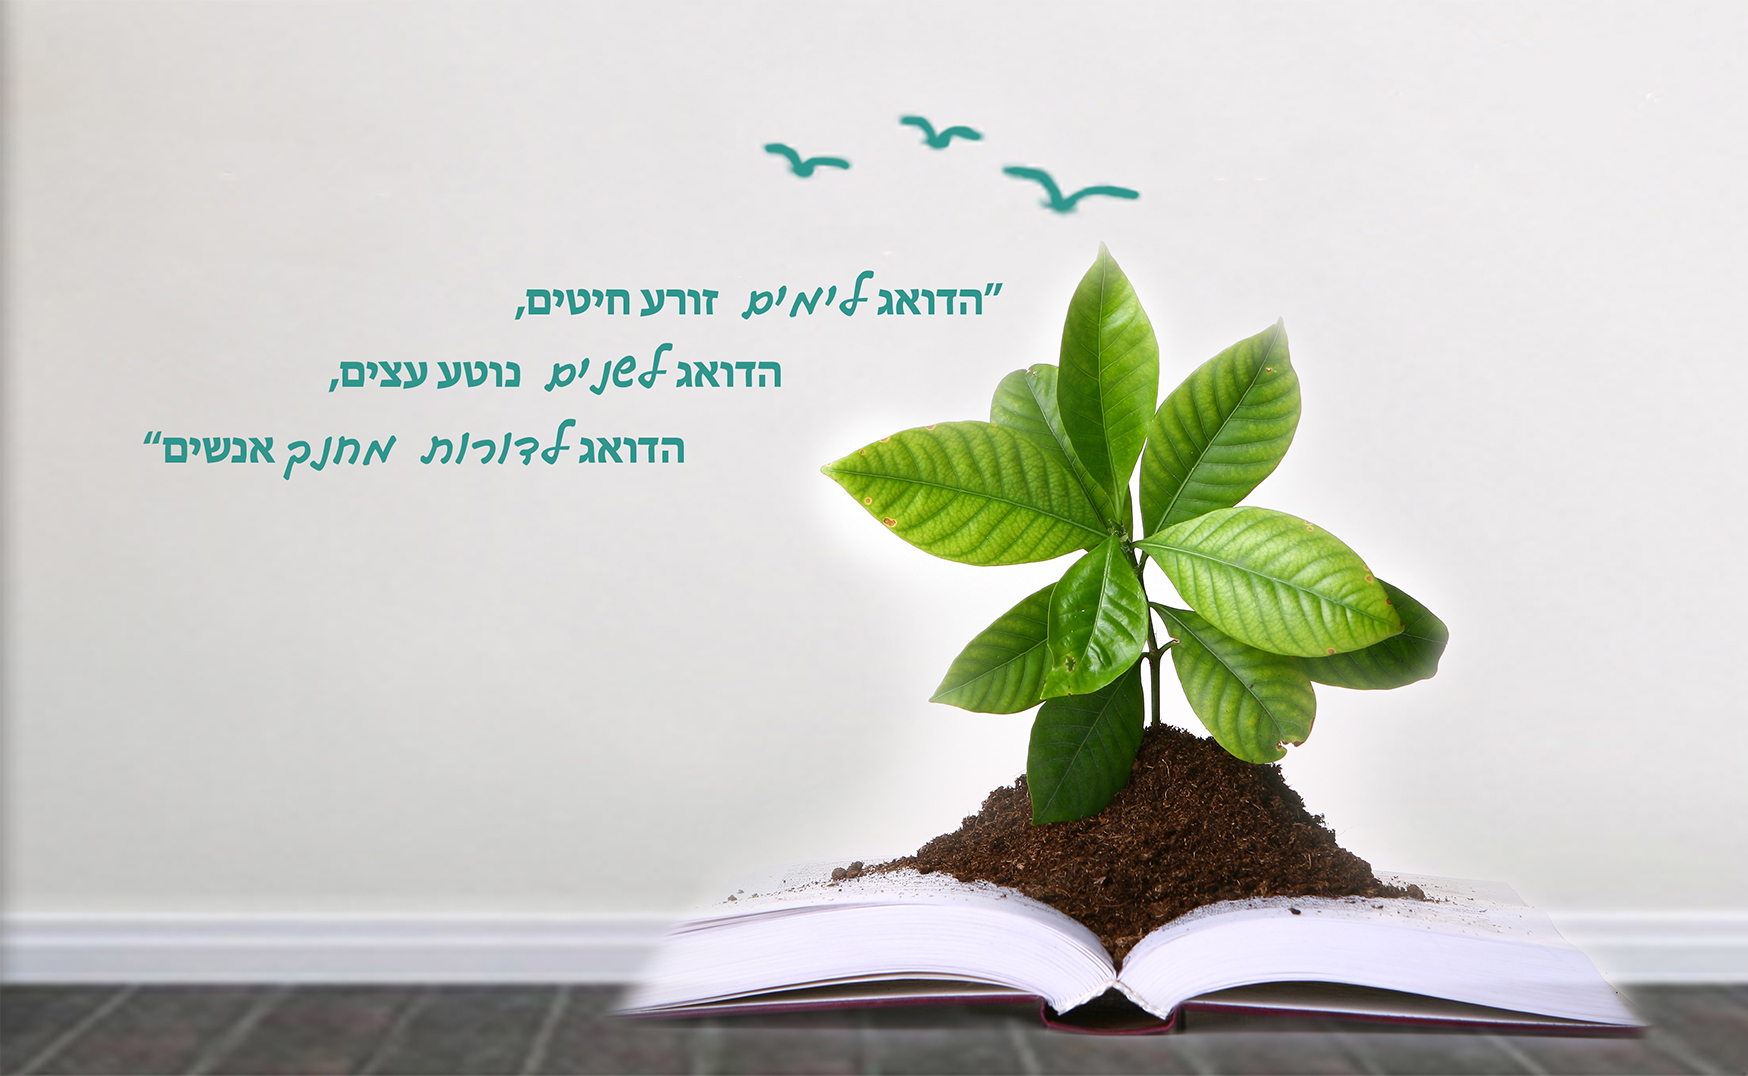 "הדואג לימים זורע חיטים,
הדואג לשנים נוטע עצים,
הדואג לדורות מחנך אנשים"